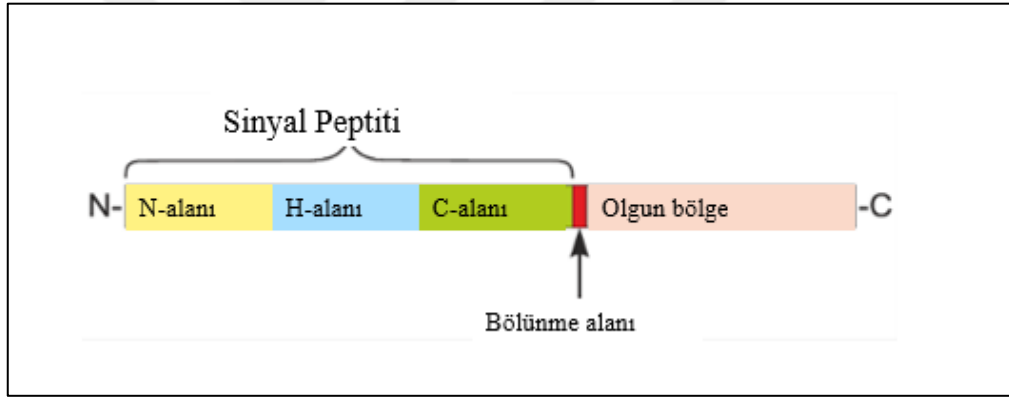 Sinyal Peptiti
N- N-alanı H-alanı C-alanı Olgun bölge -C
Bölünme alanı